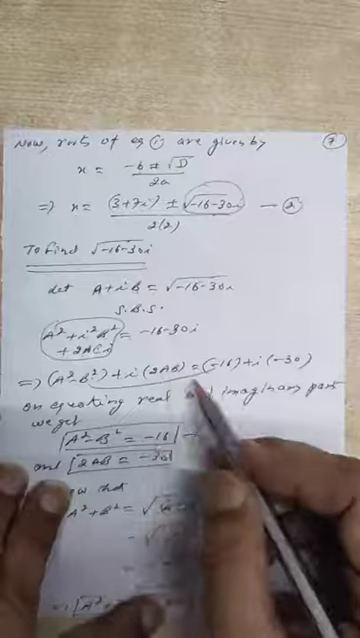 Now, roots of eq ① are given by ⑦
x = -b ± √D / 2a
⇒ x = (3+7i) ± √-16-30i / 2(2) — ②
To find √-16-30i
let A + iB = √-16-30i
S.B.S.
A² + i²B² + 2ABi = -16-30i
⇒ (A²-B²) + i(2AB) = (-16) + i(-30)
On equating real imaginary part
we get
A² - B² = -16
and 2AB = -30
that
A² + B² = √
= √
=
⇒ A²